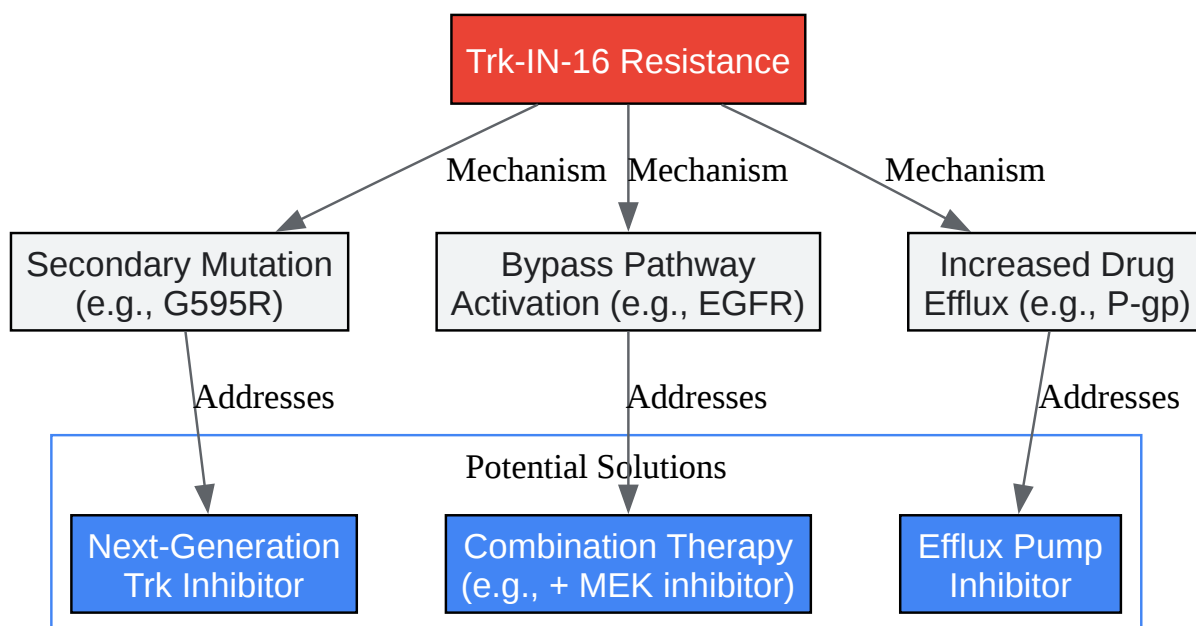 Trk-IN-16 Resistance
Mechanism
Mechanism
Mechanism
Secondary Mutation
(e.g., G595R)
Bypass Pathway
Activation (e.g., EGFR)
Increased Drug
Efflux (e.g., P-gp)
Addresses
Addresses
Addresses
Potential Solutions
Next-Generation
Trk Inhibitor
Combination Therapy
(e.g., + MEK inhibitor)
Efflux Pump
Inhibitor